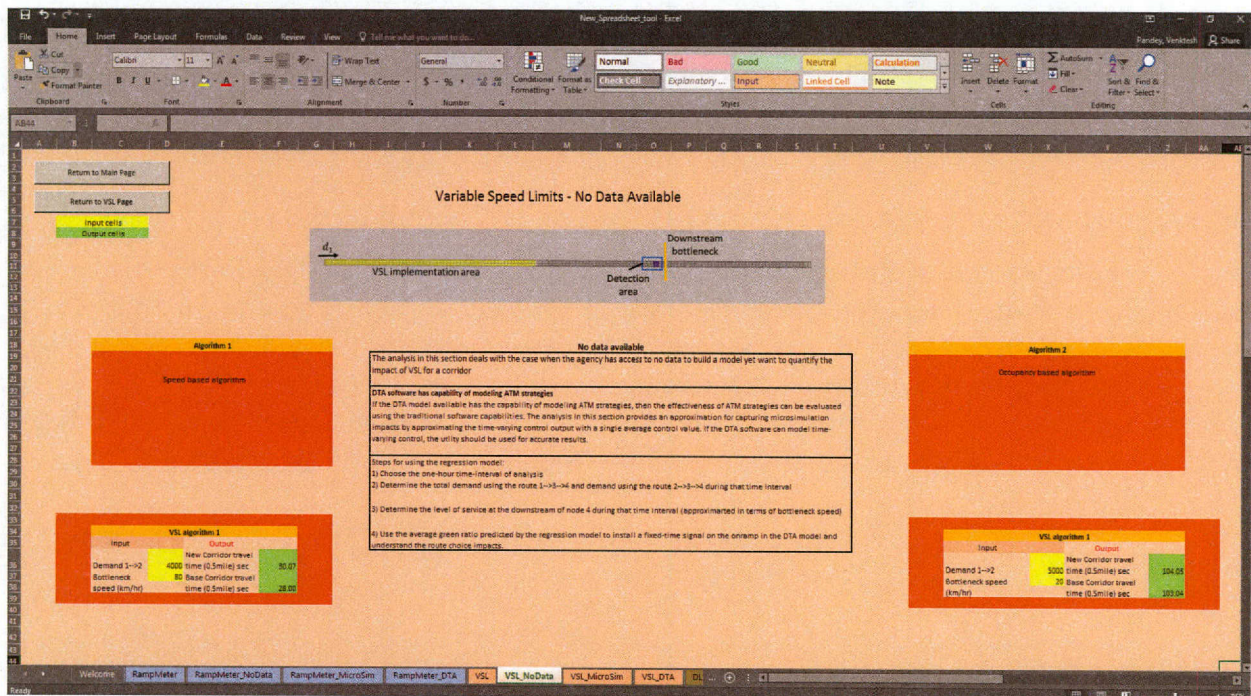 New_Spreadsheet_tool - Excel
File Home Insert Page Layout Formulas Data Review View Tell me what you want to do...
Pandey, Venktesh Share
Cut
Copy
Format Painter
Paste
Calibri 11
Wrap Text
Merge & Center
General
Conditional Formatting
Format as Table
Normal Bad Good Neutral Calculation
Check Cell Explanatory ... Input Linked Cell Note
Insert Delete Format
AutoSum
Fill
Clear
Sort & Filter
Find & Select
Clipboard Font Alignment Number Styles Cells Editing
AB44
Return to Main Page
Return to VSL Page
Input cells
Output cells
Variable Speed Limits - No Data Available
d1
VSL implementation area
Detection area
Downstream bottleneck
Algorithm 1
Speed based algorithm
No data available
The analysis in this section deals with the case when the agency has access to no data to build a model yet want to quantify the
impact of VSL for a corridor
DTA software has capability of modeling ATM strategies
If the DTA model available has the capability of modeling ATM strategies, then the effectiveness of ATM strategies can be evaluated
using the traditional software capabilities. The analysis in this section provides an approximation for capturing microsimulation
impacts by approximating the time-varying control output with a single average control value. If the DTA software can model time-
varying control, the utility should be used for accurate results.
Steps for using the regression model:
1) Choose the one-hour time-interval of analysis
2) Determine the total demand using the route 1-->3-->4 and demand using the route 2-->3-->4 during that time interval
3) Determine the level of service at the downstream of node 4 during that time interval (approximarted in terms of bottleneck speed)
4) Use the average green ratio predicted by the regression model to install a fixed-time signal on the onramp in the DTA model and
understand the route choice impacts.
Algorithm 2
Occupancy based algorithm
VSL algorithm 1
Input Output
Demand 1-->2 4000 New Corridor travel time (0.5mile) sec 30.07
Bottleneck speed (km/hr) 80 Base Corridor travel time (0.5mile) sec 28.00
VSL algorithm 1
Input Output
Demand 1-->2 5000 New Corridor travel time (0.5mile) sec 104.05
Bottleneck speed (km/hr) 20 Base Corridor travel time (0.5mile) sec 103.04
Welcome RampMeter RampMeter_NoData RampMeter_MicroSim RampMeter_DTA VSL VSL_NoData VSL_MicroSim VSL_DTA DL ...
Ready